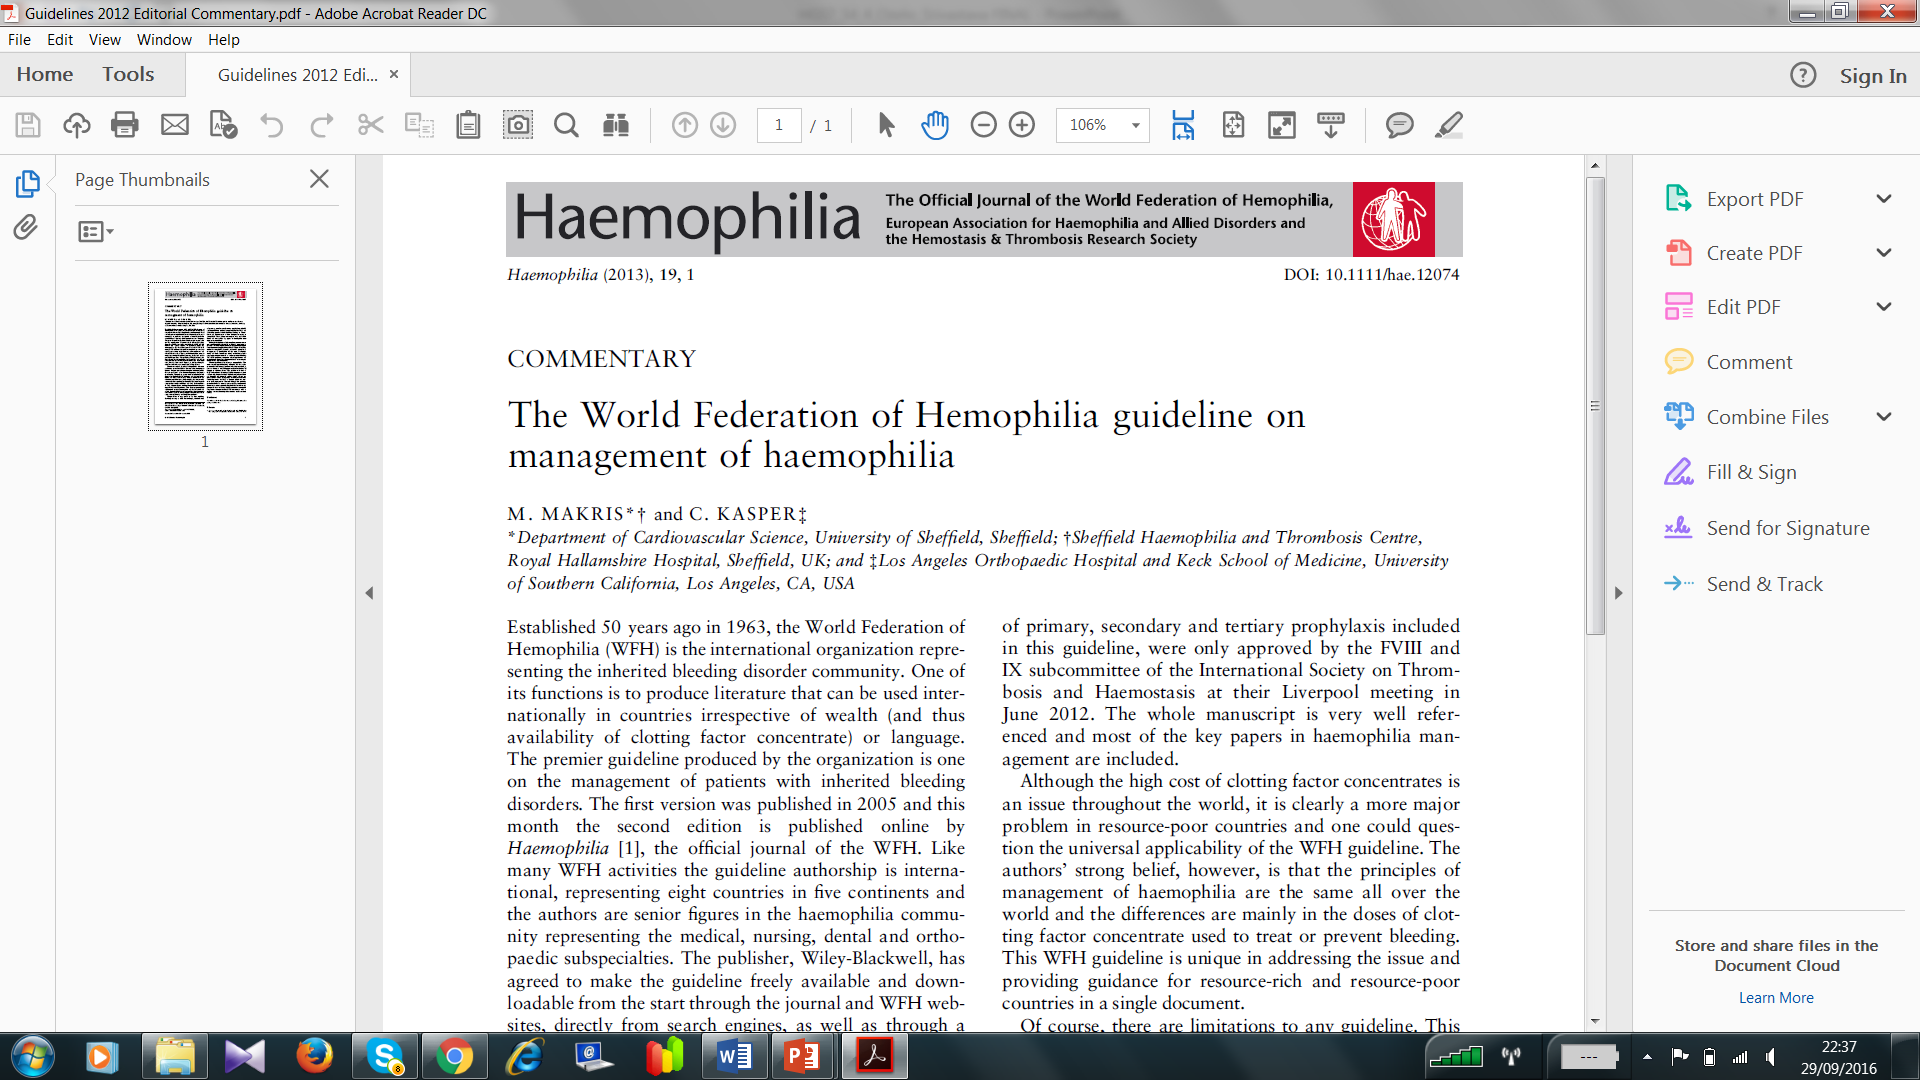 Guidelines 2012 Editorial Commentary.pdf - Adobe Acrobat Reader DC
File Edit View Window Help
Home Tools
Guidelines 2012 Edi... ×
? Sign In
1 / 1
106%
Page Thumbnails
1
Haemophilia
The Official Journal of the World Federation of Hemophilia,
European Association for Haemophilia and Allied Disorders and
the Hemostasis & Thrombosis Research Society
Haemophilia (2013), 19, 1
DOI: 10.1111/hae.12074
COMMENTARY
The World Federation of Hemophilia guideline on
management of haemophilia
M. MAKRIS*† and C. KASPER‡
*Department of Cardiovascular Science, University of Sheffield, Sheffield; †Sheffield Haemophilia and Thrombosis Centre,
Royal Hallamshire Hospital, Sheffield, UK; and ‡Los Angeles Orthopaedic Hospital and Keck School of Medicine, University
of Southern California, Los Angeles, CA, USA
Established 50 years ago in 1963, the World Federation of
Hemophilia (WFH) is the international organization repre-
senting the inherited bleeding disorder community. One of
its functions is to produce literature that can be used inter-
nationally in countries irrespective of wealth (and thus
availability of clotting factor concentrate) or language.
The premier guideline produced by the organization is one
on the management of patients with inherited bleeding
disorders. The first version was published in 2005 and this
month the second edition is published online by
Haemophilia [1], the official journal of the WFH. Like
many WFH activities the guideline authorship is interna-
tional, representing eight countries in five continents and
the authors are senior figures in the haemophilia commu-
nity representing the medical, nursing, dental and ortho-
paedic subspecialties. The publisher, Wiley-Blackwell, has
agreed to make the guideline freely available and down-
loadable from the start through the journal and WFH web-
sites, directly from search engines, as well as through a
of primary, secondary and tertiary prophylaxis included
in this guideline, were only approved by the FVIII and
IX subcommittee of the International Society on Throm-
bosis and Haemostasis at their Liverpool meeting in
June 2012. The whole manuscript is very well refer-
enced and most of the key papers in haemophilia man-
agement are included.
Although the high cost of clotting factor concentrates is
an issue throughout the world, it is clearly a more major
problem in resource-poor countries and one could ques-
tion the universal applicability of the WFH guideline. The
authors' strong belief, however, is that the principles of
management of haemophilia are the same all over the
world and the differences are mainly in the doses of clot-
ting factor concentrate used to treat or prevent bleeding.
This WFH guideline is unique in addressing the issue and
providing guidance for resource-rich and resource-poor
countries in a single document.
Of course, there are limitations to any guideline. This
Export PDF
Create PDF
Edit PDF
Comment
Combine Files
Fill & Sign
Send for Signature
Send & Track
Store and share files in the
Document Cloud
Learn More
22:37
29/09/2016